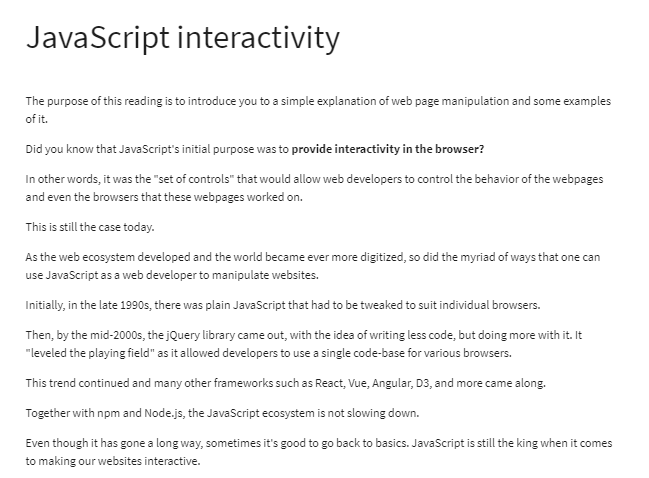 JavaScript interactivity
The purpose of this reading is to introduce you to a simple explanation of web page manipulation and some examples
of it.
Did you know that JavaScript's initial purpose was to provide interactivity in the browser?
In other words, it was the "set of controls" that would allow web developers to control the behavior of the webpages
and even the browsers that these webpages worked on.
This is still the case today.
As the web ecosystem developed and the world became ever more digitized, so did the myriad of ways that one can
use JavaScript as a web developer to manipulate websites.
Initially, in the late 1990s, there was plain JavaScript that had to be tweaked to suit individual browsers.
Then, by the mid-2000s, the jQuery library came out, with the idea of writing less code, but doing more with it. It
"leveled the playing field" as it allowed developers to use a single code-base for various browsers.
This trend continued and many other frameworks such as React, Vue, Angular, D3, and more came along.
Together with npm and Node.js, the JavaScript ecosystem is not slowing down.
Even though it has gone a long way, sometimes it's good to go back to basics. JavaScript is still the king when it comes
to making our websites interactive.